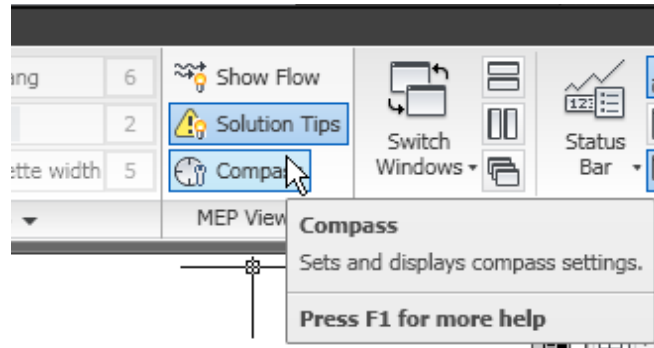 ang 6 Show Flow
2 Solution Tips
ette width 5 Compa
Switch
Windows
Status
Bar
MEP View
Compass
Sets and displays compass settings.
Press F1 for more help